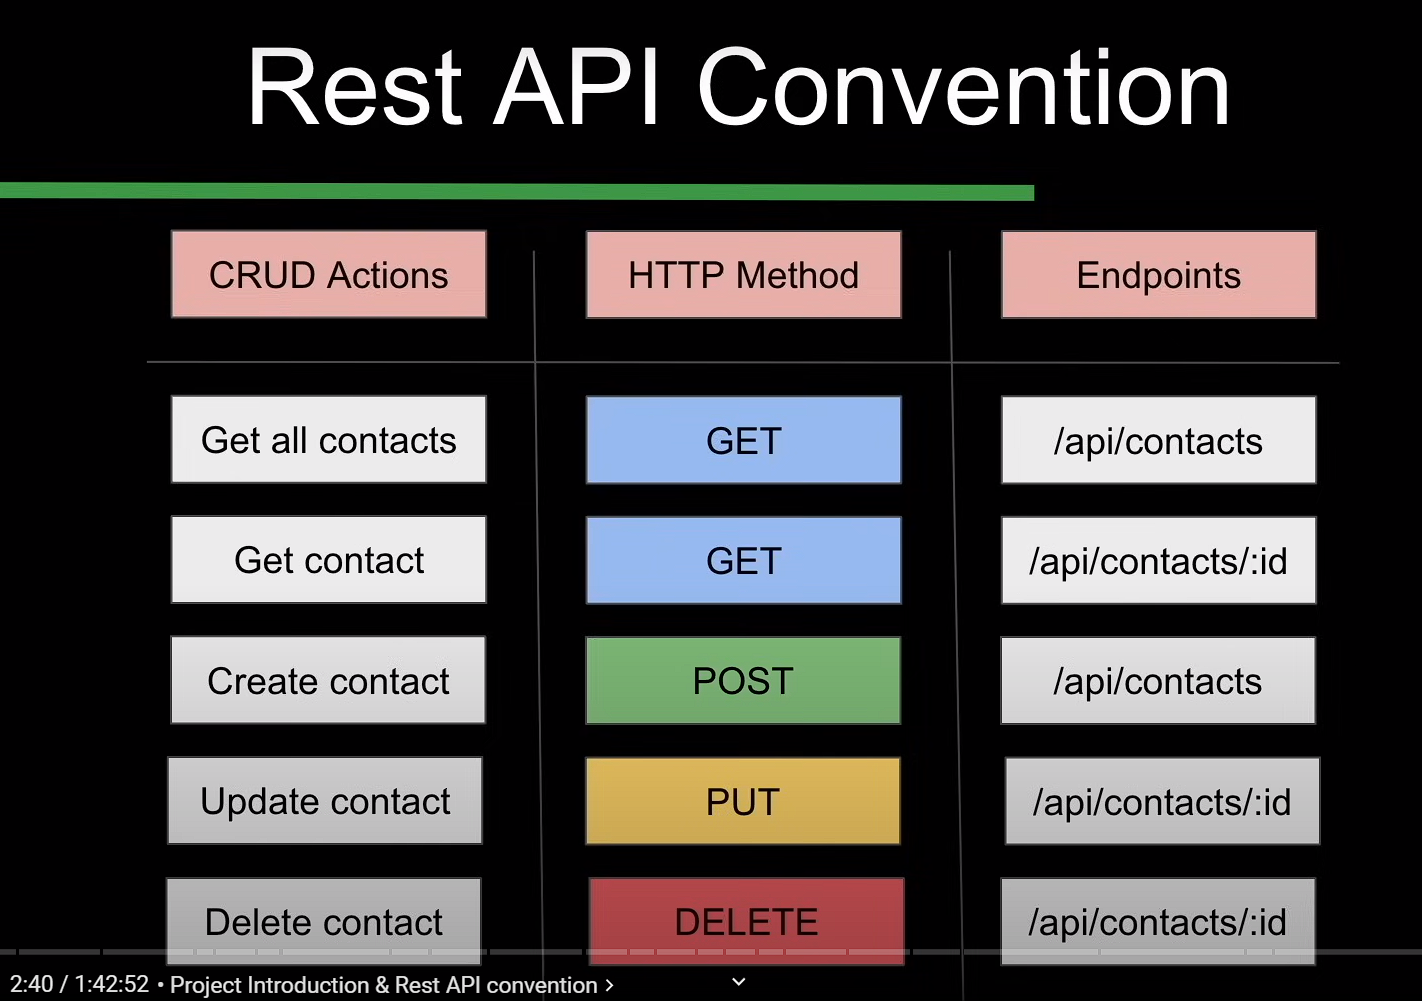 Rest API Convention
CRUD Actions HTTP Method Endpoints
Get all contacts GET /api/contacts
Get contact GET /api/contacts/:id
Create contact POST /api/contacts
Update contact PUT /api/contacts/:id
Delete contact DELETE /api/contacts/:id
2:40 / 1:42:52 • Project Introduction & Rest API convention >